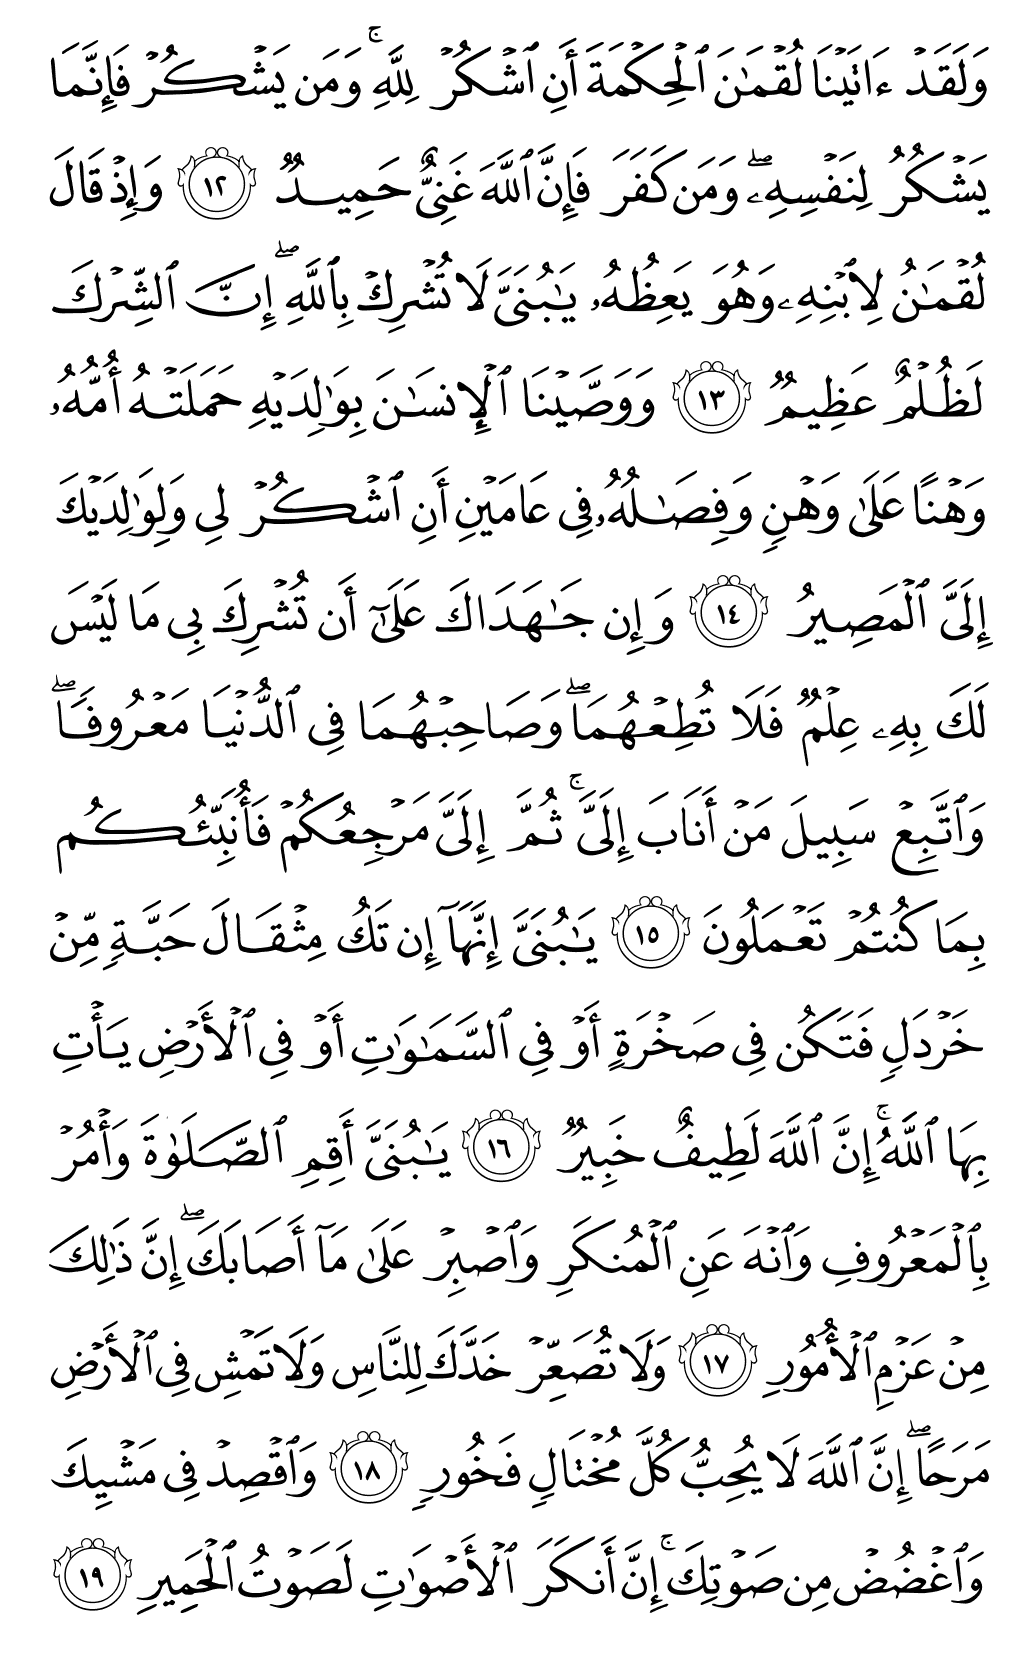 وَلَقَدْ ءَاتَيْنَا لُقْمَٰنَ ٱلْحِكْمَةَ أَنِ ٱشْكُرْ لِلَّهِ ۚ وَمَن يَشْكُرْ فَإِنَّمَا
يَشْكُرُ لِنَفْسِهِۦ ۖ وَمَن كَفَرَ فَإِنَّ ٱللَّهَ غَنِىٌّ حَمِيدٌ ١٢ وَإِذْ قَالَ
لُقْمَٰنُ لِٱبْنِهِۦ وَهُوَ يَعِظُهُۥ يَٰبُنَىَّ لَا تُشْرِكْ بِٱللَّهِ ۖ إِنَّ ٱلشِّرْكَ
لَظُلْمٌ عَظِيمٌ ١٣ وَوَصَّيْنَا ٱلْإِنسَٰنَ بِوَٰلِدَيْهِ حَمَلَتْهُ أُمُّهُۥ
وَهْنًا عَلَىٰ وَهْنٍ وَفِصَٰلُهُۥ فِى عَامَيْنِ أَنِ ٱشْكُرْ لِى وَلِوَٰلِدَيْكَ
إِلَىَّ ٱلْمَصِيرُ ١٤ وَإِن جَٰهَدَاكَ عَلَىٰٓ أَن تُشْرِكَ بِى مَا لَيْسَ
لَكَ بِهِۦ عِلْمٌ فَلَا تُطِعْهُمَا ۖ وَصَاحِبْهُمَا فِى ٱلدُّنْيَا مَعْرُوفًا ۖ
وَٱتَّبِعْ سَبِيلَ مَنْ أَنَابَ إِلَىَّ ۚ ثُمَّ إِلَىَّ مَرْجِعُكُمْ فَأُنَبِّئُكُم
بِمَا كُنتُمْ تَعْمَلُونَ ١٥ يَٰبُنَىَّ إِنَّهَآ إِن تَكُ مِثْقَالَ حَبَّةٍ مِّنْ
خَرْدَلٍ فَتَكُن فِى صَخْرَةٍ أَوْ فِى ٱلسَّمَٰوَٰتِ أَوْ فِى ٱلْأَرْضِ يَأْتِ
بِهَا ٱللَّهُ ۚ إِنَّ ٱللَّهَ لَطِيفٌ خَبِيرٌ ١٦ يَٰبُنَىَّ أَقِمِ ٱلصَّلَوٰةَ وَأْمُرْ
بِٱلْمَعْرُوفِ وَٱنْهَ عَنِ ٱلْمُنكَرِ وَٱصْبِرْ عَلَىٰ مَآ أَصَابَكَ ۖ إِنَّ ذَٰلِكَ
مِنْ عَزْمِ ٱلْأُمُورِ ١٧ وَلَا تُصَعِّرْ خَدَّكَ لِلنَّاسِ وَلَا تَمْشِ فِى ٱلْأَرْضِ
مَرَحًا ۖ إِنَّ ٱللَّهَ لَا يُحِبُّ كُلَّ مُخْتَالٍ فَخُورٍ ١٨ وَٱقْصِدْ فِى مَشْيِكَ
وَٱغْضُضْ مِن صَوْتِكَ ۚ إِنَّ أَنكَرَ ٱلْأَصْوَٰتِ لَصَوْتُ ٱلْحَمِيرِ ١٩